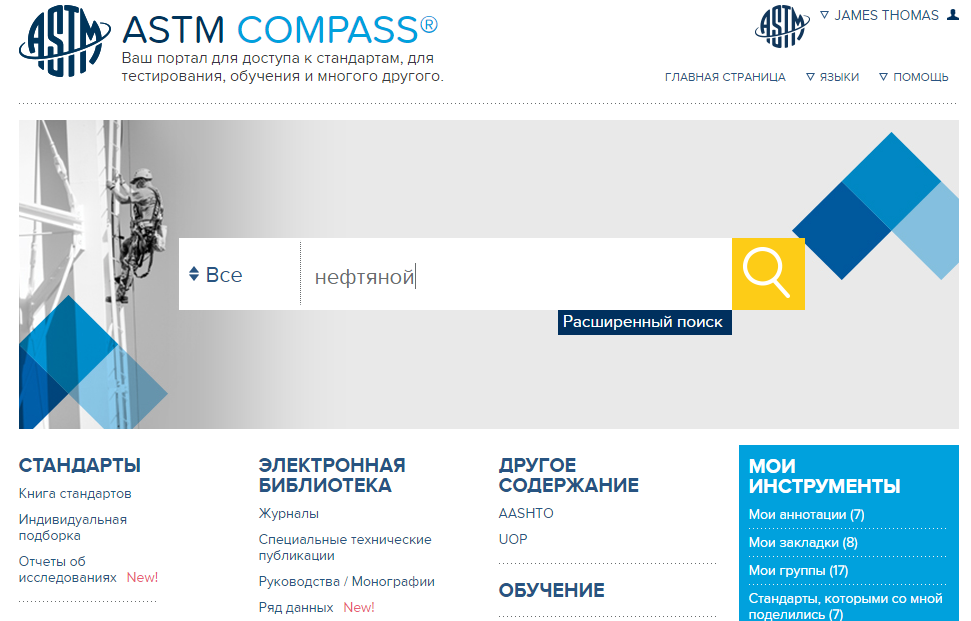 ASTM
ASTM COMPASS®
Ваш портал для доступа к стандартам, для
тестирования, обучения и многого другого.
ASTM
JAMES THOMAS
ГЛАВНАЯ СТРАНИЦА ЯЗЫКИ ПОМОЩЬ
Все
нефтяной
Расширенный поиск
СТАНДАРТЫ
Книга стандартов
Индивидуальная
подборка
Отчеты об
исследованиях New!
ЭЛЕКТРОННАЯ
БИБЛИОТЕКА
Журналы
Специальные технические
публикации
Руководства / Монографии
Ряд данных New!
ДРУГОЕ
СОДЕРЖАНИЕ
AASHTO
UOP
ОБУЧЕНИЕ
МОИ
ИНСТРУМЕНТЫ
Мои аннотации (7)
Мои закладки (8)
Мои группы (17)
Стандарты, которыми со мной
поделились (7)